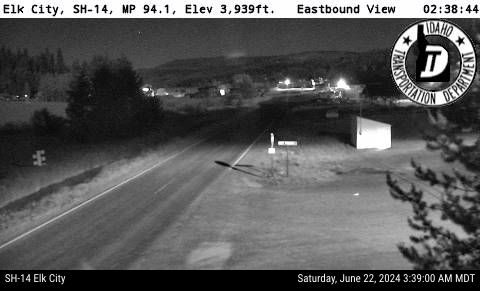 Elk City, SH-14, MP 94.1, Elev 3,939ft. Eastbound View 02:38:44
IDAHO
TRANSPORTATION DEPARTMENT
SH-14 Elk City Saturday, June 22, 2024 3:39:00 AM MDT